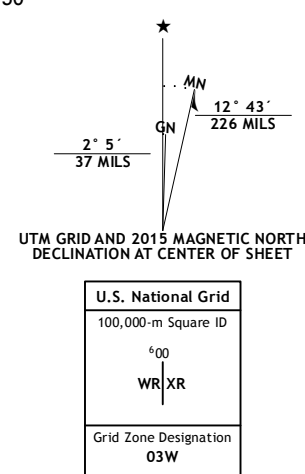 MN
GN
12° 43´
226 MILS
2° 5´
37 MILS
UTM GRID AND 2015 MAGNETIC NORTH
DECLINATION AT CENTER OF SHEET
U.S. National Grid
100,000-m Square ID
⁶00
WR XR
Grid Zone Designation
03W